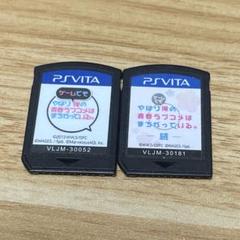 PSVITA
ゲームでも
やはり俺の
青春ラブコメは
まちがっている。
VLJM-30052
PSVITA
やはり俺の
青春ラブコメは
まちがっている。
続
VLJM-30181